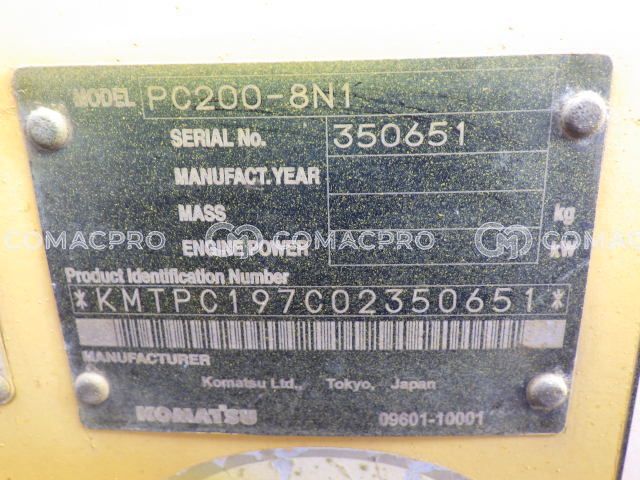 MODEL PC200-8N1
SERIAL No. 350651
MANUFACT.YEAR
MASS kg
COMACPRO COMACPRO COMACPRO
ENGINE POWER kW
Product Identification Number
*KMTPC197C02350651*
MANUFACTURER
Komatsu Ltd., Tokyo, Japan
KOMATSU 09601-10001